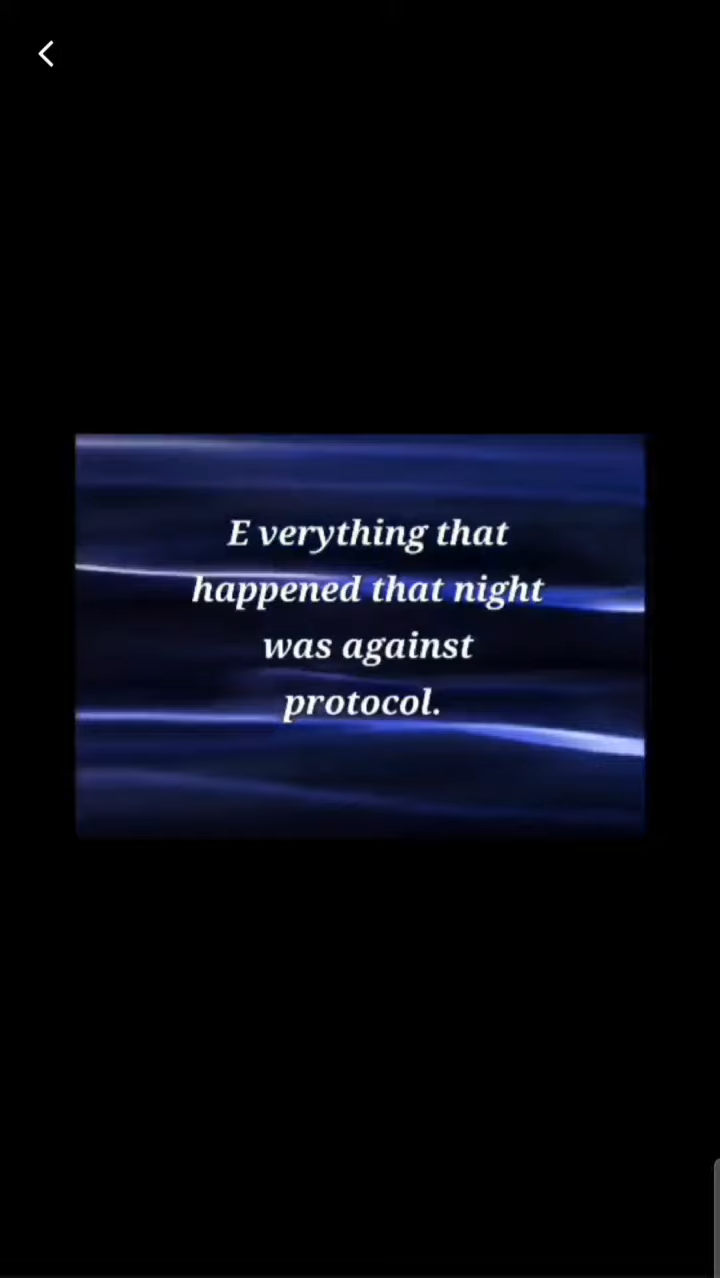 E verything that
happened that night
was against
protocol.